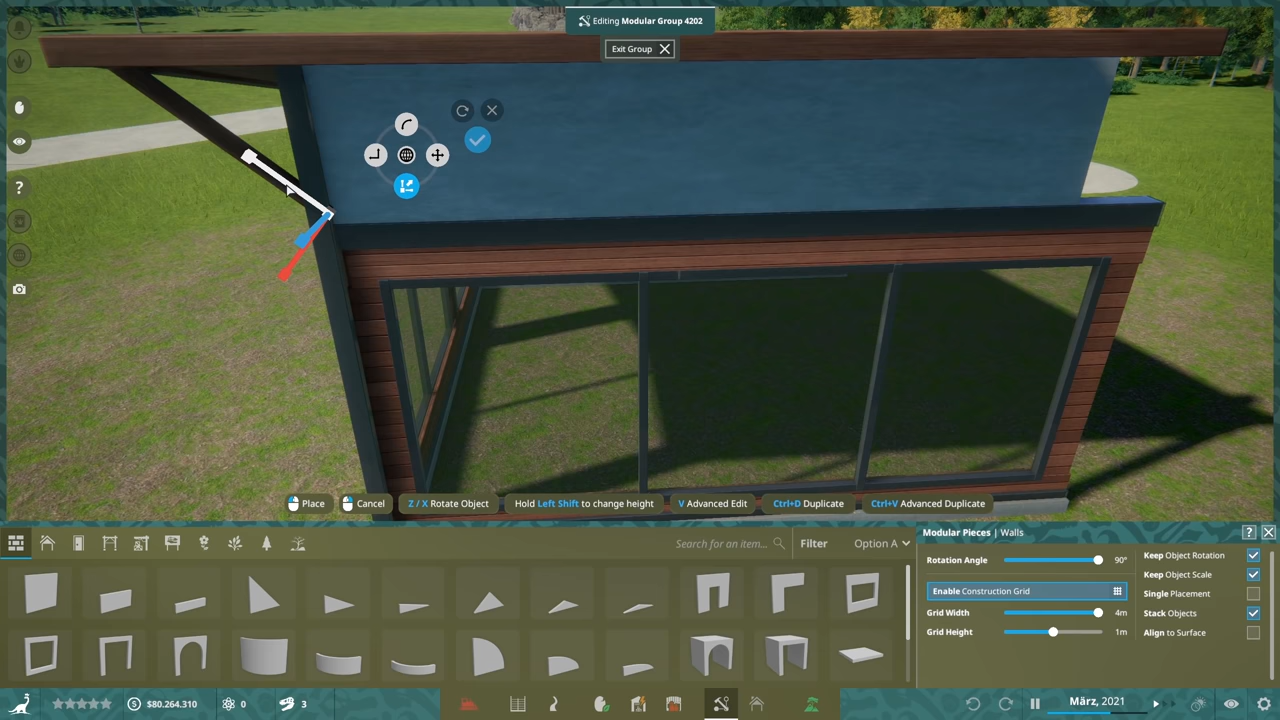 Editing Modular Group 4202
Exit Group
?
Place
Cancel
Z / X Rotate Object
Hold Left Shift to change height
V Advanced Edit
Ctrl+D Duplicate
Ctrl+V Advanced Duplicate
Search for an item...
Filter
Option A
Modular Pieces | Walls
?
Rotation Angle
90°
Enable Construction Grid
Grid Width
4m
Grid Height
1m
Keep Object Rotation
Keep Object Scale
Single Placement
Stack Objects
Align to Surface
$80.264.310
0
3
März, 2021